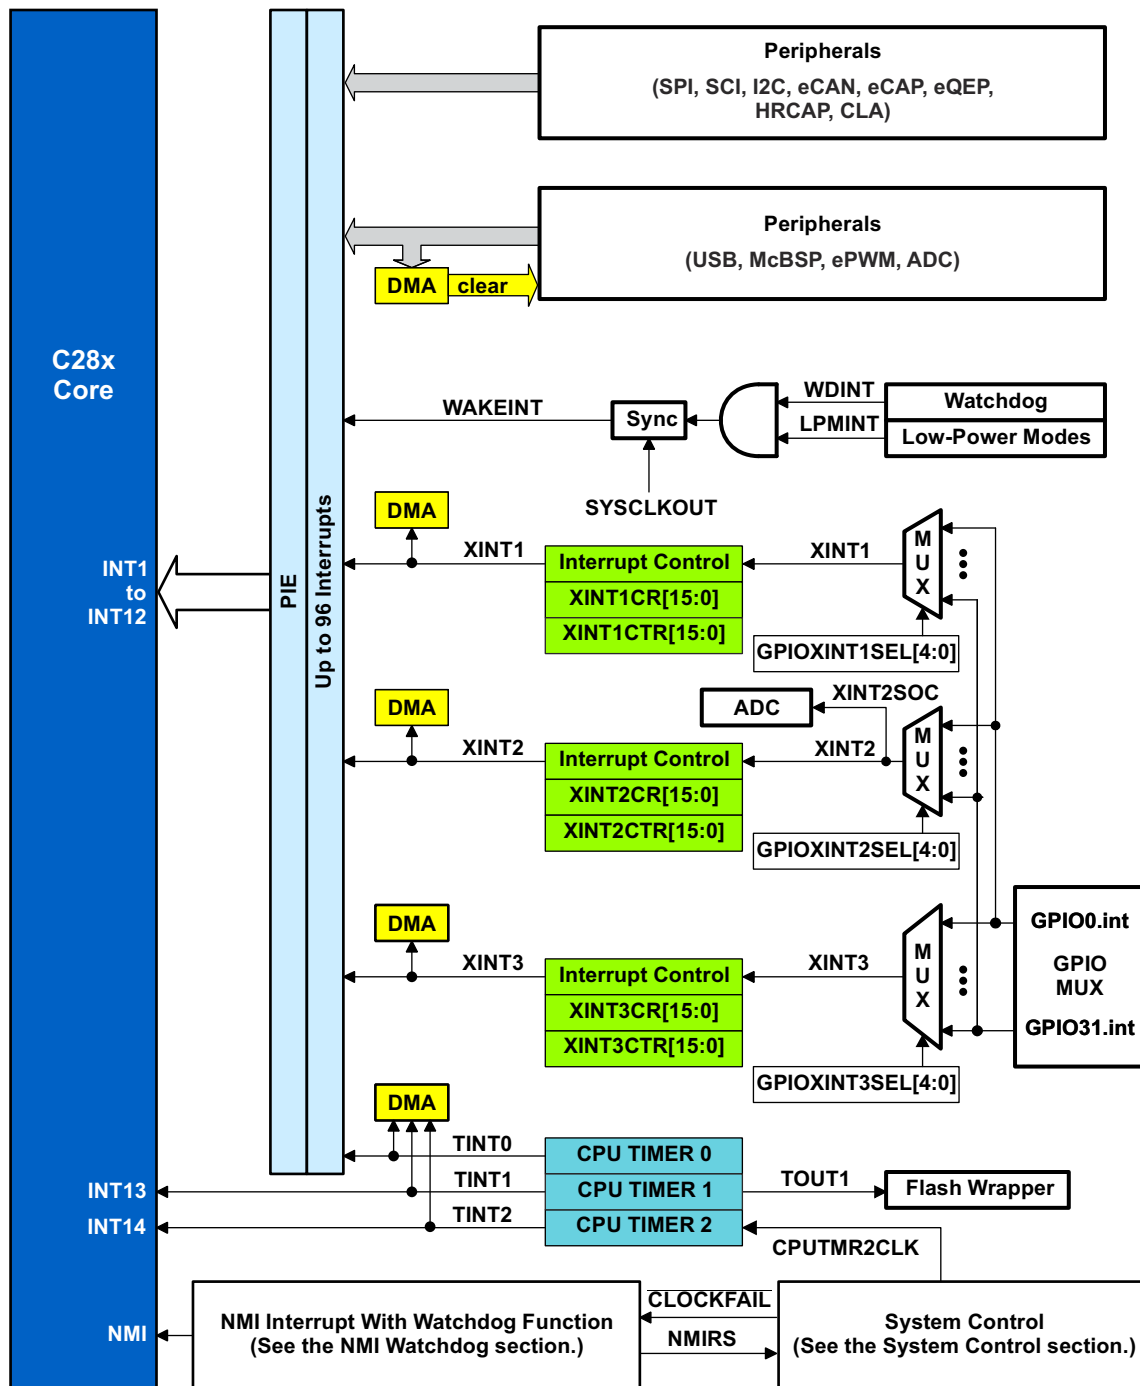 Peripherals
(SPI, SCI, I2C, eCAN, eCAP, eQEP,
HRCAP, CLA)
Peripherals
(USB, McBSP, ePWM, ADC)
DMA
clear
C28x
Core
WAKEINT
Sync
WDINT
LPMINT
Watchdog
Low-Power Modes
SYSCLKOUT
PIE
Up to 96 Interrupts
INT1
to
INT12
DMA
XINT1
Interrupt Control
XINT1CR[15:0]
XINT1CTR[15:0]
XINT1
MUX
GPIOXINT1SEL[4:0]
DMA
XINT2
Interrupt Control
XINT2CR[15:0]
XINT2CTR[15:0]
ADC
XINT2SOC
XINT2
MUX
GPIOXINT2SEL[4:0]
DMA
XINT3
Interrupt Control
XINT3CR[15:0]
XINT3CTR[15:0]
XINT3
MUX
GPIOXINT3SEL[4:0]
GPIO0.int
GPIO
MUX
GPIO31.int
DMA
TINT0
CPU TIMER 0
INT13
TINT1
CPU TIMER 1
TOUT1
Flash Wrapper
INT14
TINT2
CPU TIMER 2
CPUTMR2CLK
NMI
NMI Interrupt With Watchdog Function
(See the NMI Watchdog section.)
CLOCKFAIL
NMIRS
System Control
(See the System Control section.)